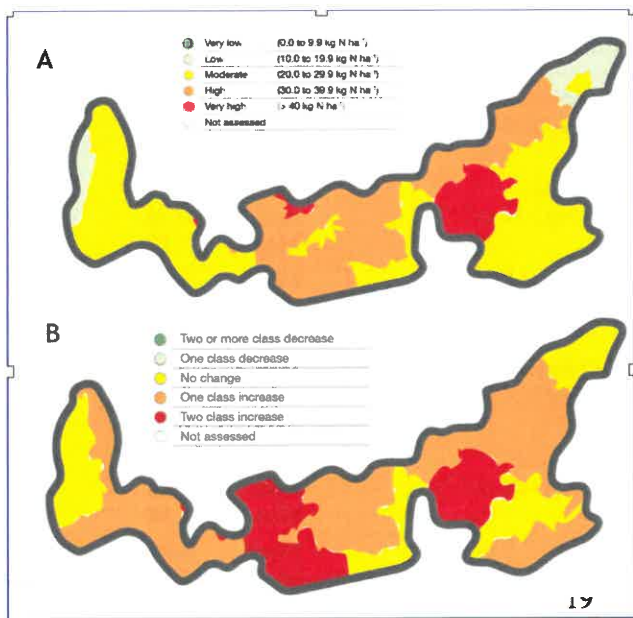 A
Very low (0.0 to 9.9 kg N ha⁻¹)
Low (10.0 to 19.9 kg N ha⁻¹)
Moderate (20.0 to 29.9 kg N ha⁻¹)
High (30.0 to 39.9 kg N ha⁻¹)
Very high (> 40 kg N ha⁻¹)
Not assessed
B
Two or more class decrease
One class decrease
No change
One class increase
Two class increase
Not assessed
19